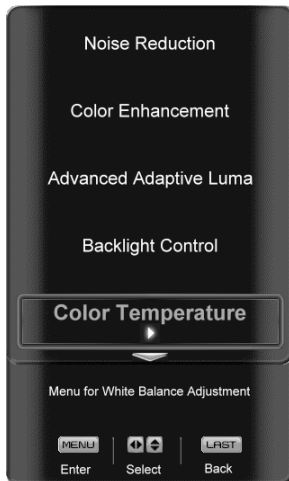 Noise Reduction
Color Enhancement
Advanced Adaptive Luma
Backlight Control
Color Temperature
Menu for White Balance Adjustment
MENU LAST
Enter Select Back